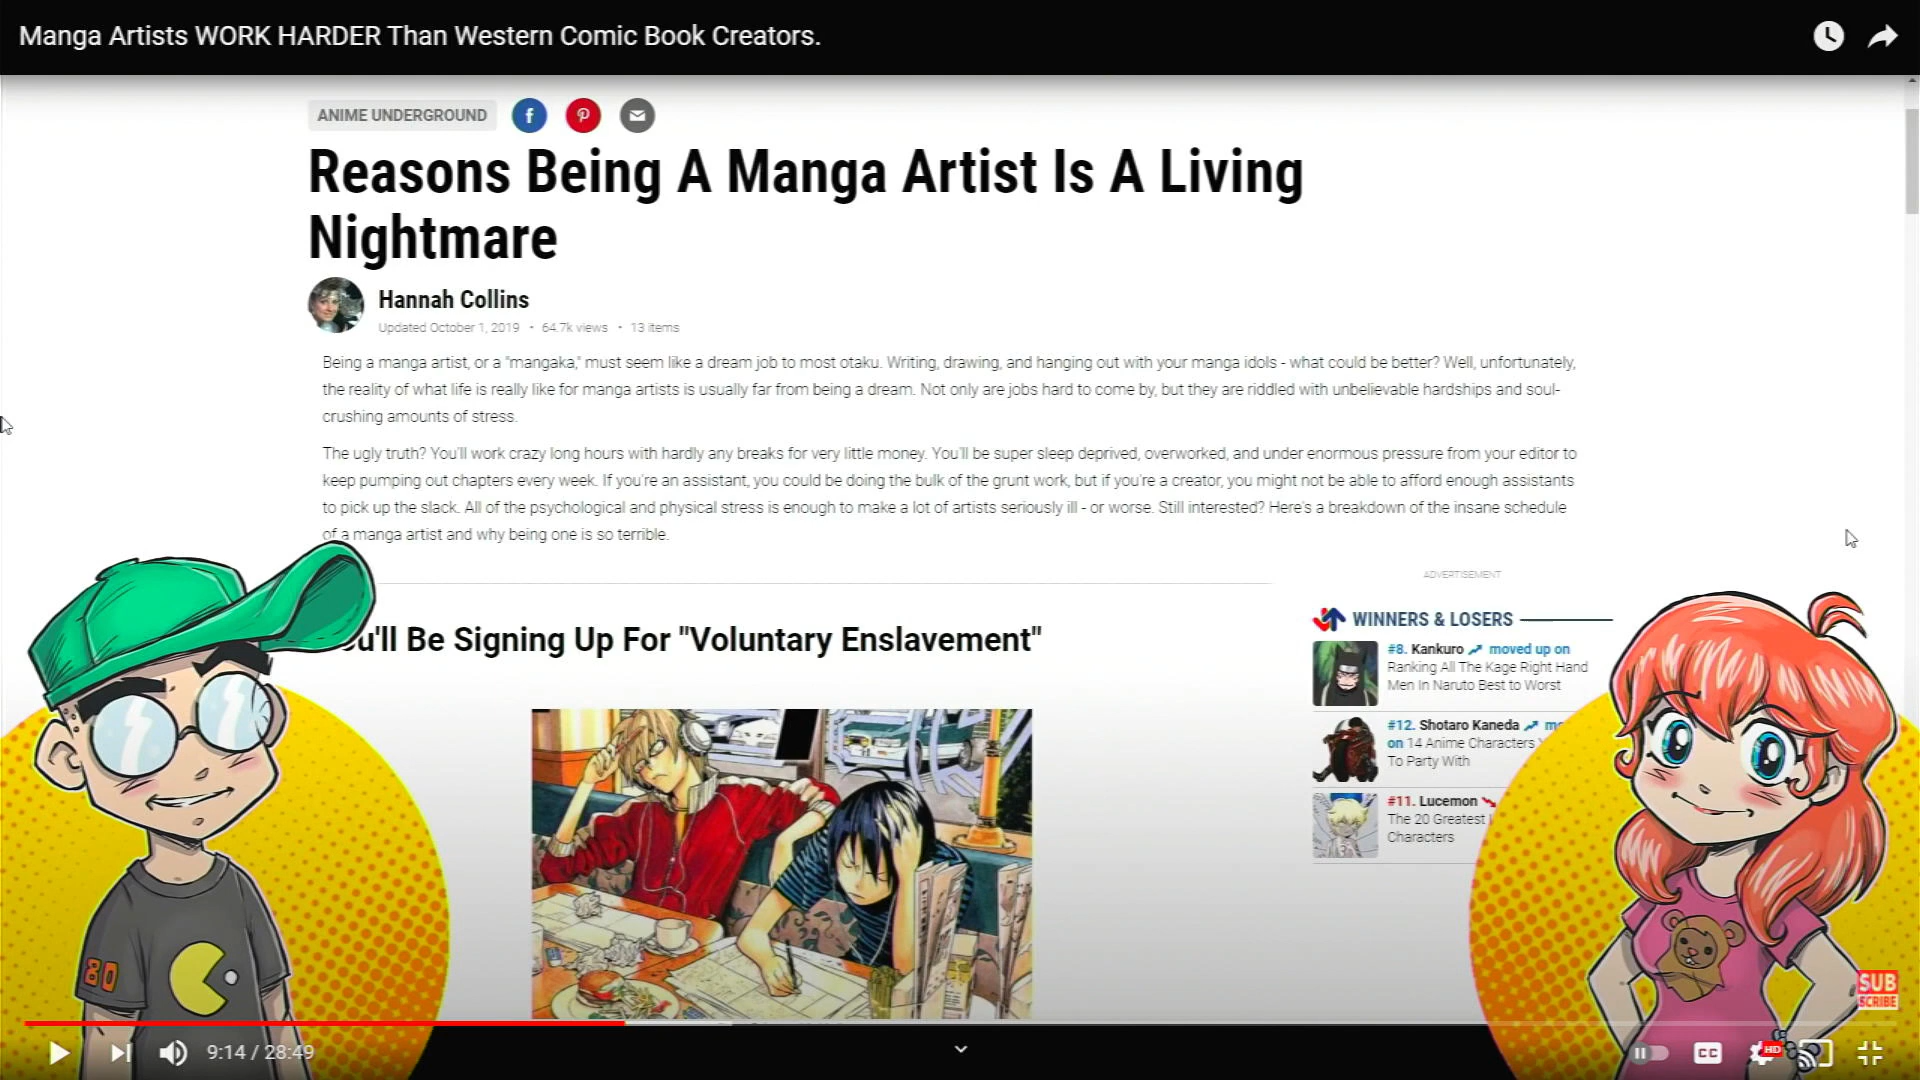 Manga Artists WORK HARDER Than Western Comic Book Creators.
ANIME UNDERGROUND
Reasons Being A Manga Artist Is A Living
Nightmare
Hannah Collins
Updated October 1, 2019 • 64.7k views • 13 items
Being a manga artist, or a "mangaka," must seem like a dream job to most otaku. Writing, drawing, and hanging out with your manga idols - what could be better? Well, unfortunately,
the reality of what life is really like for manga artists is usually far from being a dream. Not only are jobs hard to come by, but they are riddled with unbelievable hardships and soul-
crushing amounts of stress.
The ugly truth? You'll work crazy long hours with hardly any breaks for very little money. You'll be super sleep deprived, overworked, and under enormous pressure from your editor to
keep pumping out chapters every week. If you're an assistant, you could be doing the bulk of the grunt work, but if you're a creator, you might not be able to afford enough assistants
to pick up the slack. All of the psychological and physical stress is enough to make a lot of artists seriously ill - or worse. Still interested? Here's a breakdown of the insane schedule
of a manga artist and why being one is so terrible.
ADVERTISEMENT
WINNERS & LOSERS
#8. Kankuro moved up on
Ranking All The Kage Right Hand
Men In Naruto Best to Worst
#12. Shotaro Kaneda
on 14 Anime Characters
To Party With
#11. Lucemon
The 20 Greatest
Characters
'll Be Signing Up For "Voluntary Enslavement"
80
SUB
SCRIBE
9:14 / 28:49
CC
HD